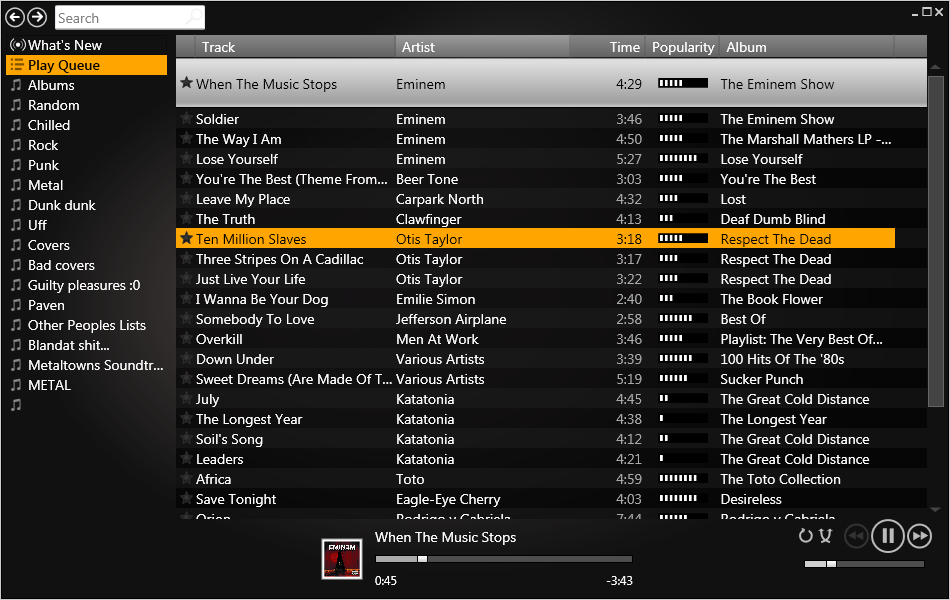 Search
What's New
Play Queue
Albums
Random
Chilled
Rock
Punk
Metal
Dunk dunk
Uff
Covers
Bad covers
Guilty pleasures :0
Paven
Other Peoples Lists
Blandat shit...
Metaltowns Soundtr...
METAL
Track Artist Time Popularity Album
When The Music Stops Eminem 4:29 The Eminem Show
Soldier Eminem 3:46 The Eminem Show
The Way I Am Eminem 4:50 The Marshall Mathers LP -...
Lose Yourself Eminem 5:27 Lose Yourself
You're The Best (Theme From... Beer Tone 3:03 You're The Best
Leave My Place Carpark North 4:32 Lost
The Truth Clawfinger 4:13 Deaf Dumb Blind
Ten Million Slaves Otis Taylor 3:18 Respect The Dead
Three Stripes On A Cadillac Otis Taylor 3:17 Respect The Dead
Just Live Your Life Otis Taylor 3:22 Respect The Dead
I Wanna Be Your Dog Emilie Simon 2:40 The Book Flower
Somebody To Love Jefferson Airplane 2:58 Best Of
Overkill Men At Work 3:46 Playlist: The Very Best Of...
Down Under Various Artists 3:39 100 Hits Of The '80s
Sweet Dreams (Are Made Of T... Various Artists 5:19 Sucker Punch
July Katatonia 4:45 The Great Cold Distance
The Longest Year Katatonia 4:38 The Longest Year
Soil's Song Katatonia 4:12 The Great Cold Distance
Leaders Katatonia 4:21 The Great Cold Distance
Africa Toto 4:59 The Toto Collection
Save Tonight Eagle-Eye Cherry 4:03 Desireless
Orion Rodrigo y Gabriela 7:44 Rodrigo y Gabriela
EMINEM
When The Music Stops
0:45 -3:43